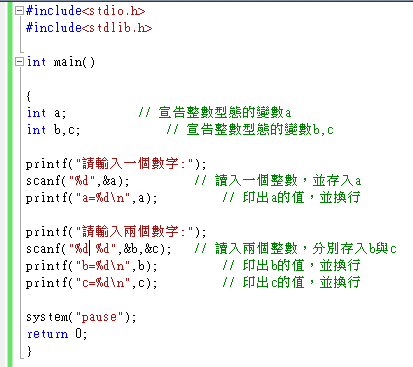 #include<stdio.h>
#include<stdlib.h>
int main()
{
int a; // 宣告整數型態的變數a
int b,c; // 宣告整數型態的變數b,c
printf("請輸入一個數字:");
scanf("%d",&a); // 讀入一個整數，並存入a
printf("a=%d\n",a); // 印出a的值，並換行
printf("請輸入兩個數字:");
scanf("%d %d",&b,&c); // 讀入兩個整數，分別存入b與c
printf("b=%d\n",b); // 印出b的值，並換行
printf("c=%d\n",c); // 印出c的值，並換行
system("pause");
return 0;
}